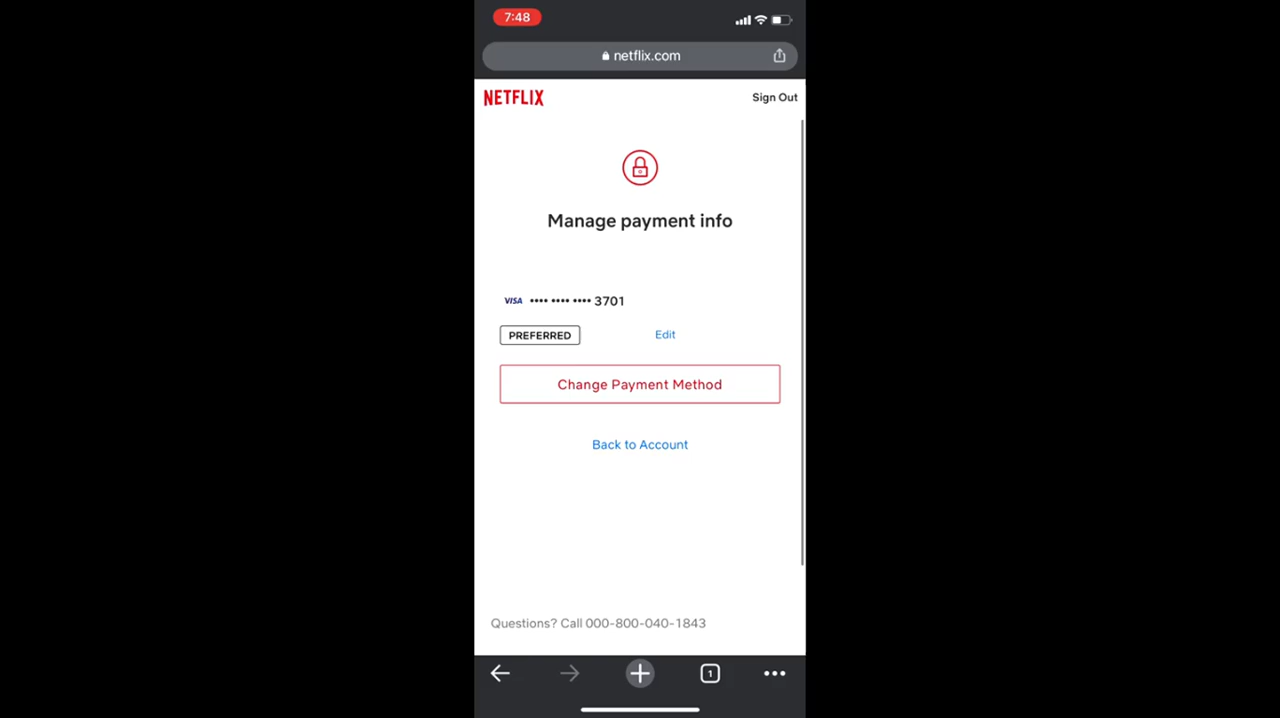 7:48
netflix.com
NETFLIX
Sign Out
Manage payment info
VISA •••• •••• •••• 3701
PREFERRED
Edit
Change Payment Method
Back to Account
Questions? Call 000-800-040-1843
1